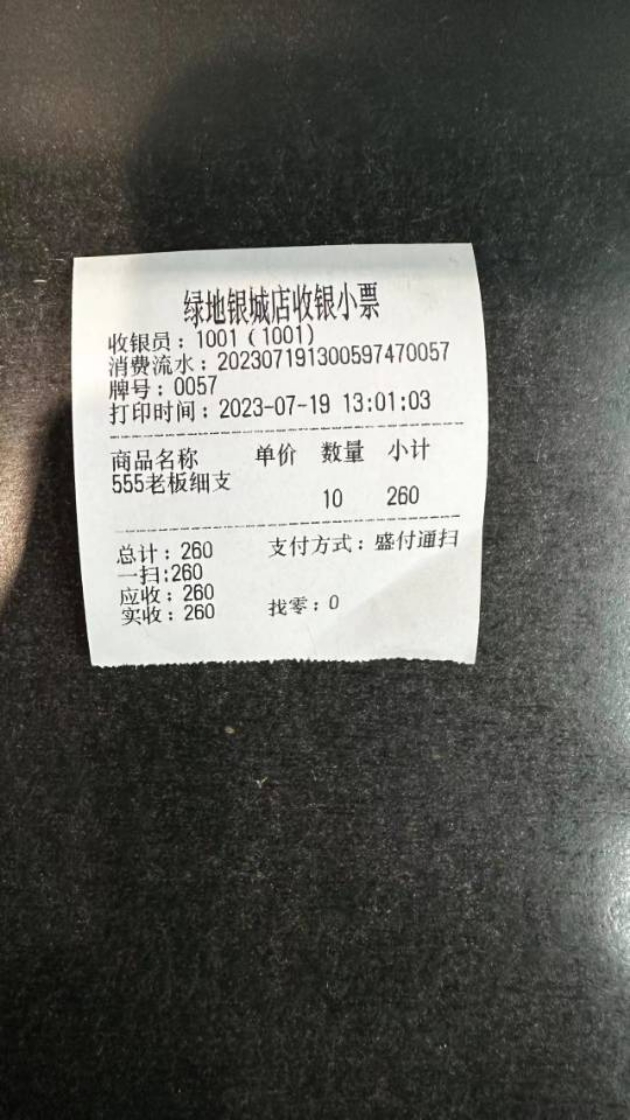 绿地银城店收银小票
收银员：1001（1001）
消费流水：202307191300597470057
牌号：0057
打印时间：2023-07-19 13:01:03
商品名称 单价 数量 小计
555老板细支
10 260
总计：260 支付方式：盛付通扫
一扫:260
应收：260
实收：260 找零：0